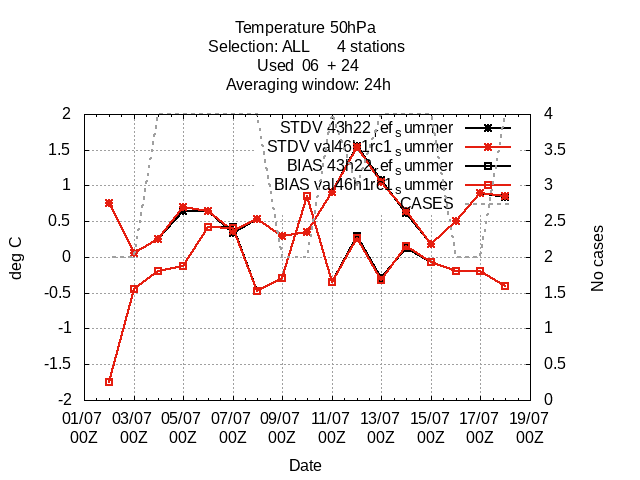 Temperature 50hPa
Selection: ALL 4 stations
Used 06 + 24
Averaging window: 24h
STDV 43h22_ref_summer
STDV val46h1rc1_summer
BIAS 43h22_ref_summer
BIAS val46h1rc1_summer
CASES
2
1.5
1
0.5
0
-0.5
-1
-1.5
-2
deg C
4
3.5
3
2.5
2
1.5
1
0.5
0
No cases
01/07 03/07 05/07 07/07 09/07 11/07 13/07 15/07 17/07 19/07
00Z 00Z 00Z 00Z 00Z 00Z 00Z 00Z 00Z 00Z
Date